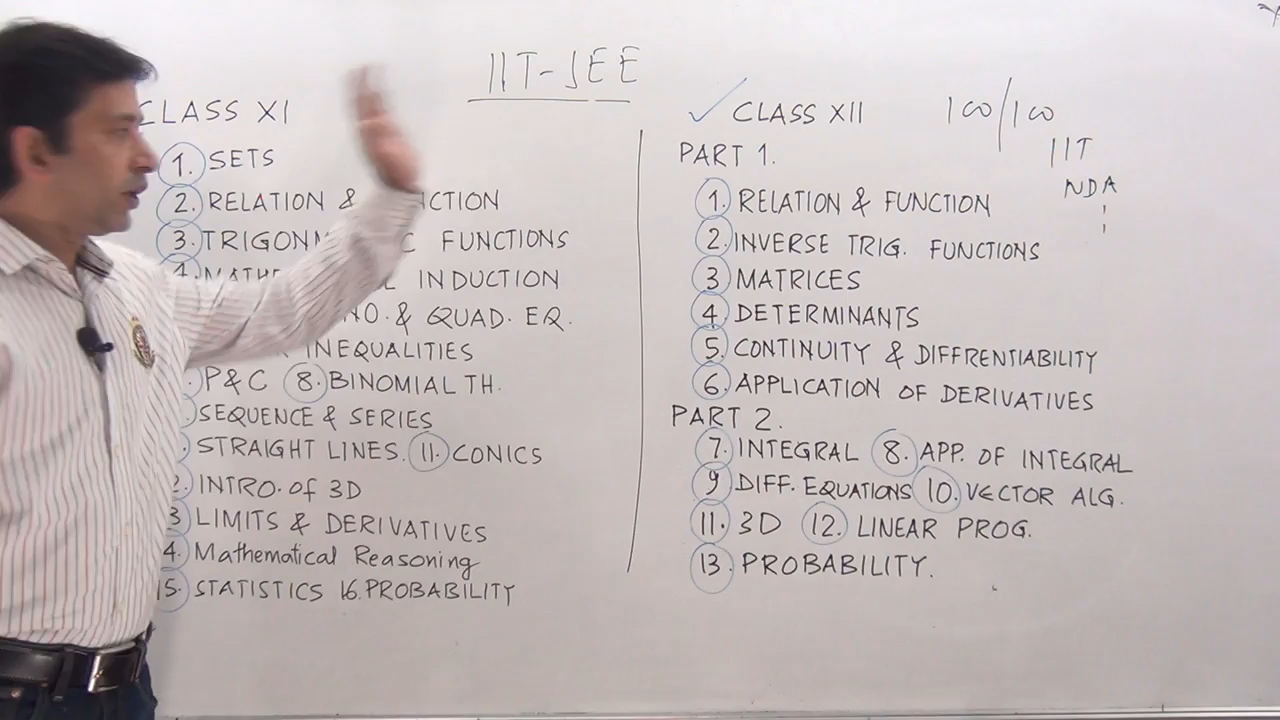 IIT-JEE
CLASS XI
1. SETS
2. RELATION &
3. FUNCTIONS
INDUCTION
NO. & QUAD. EQ.
INEQUALITIES
P&C 8. BINOMIAL TH.
SEQUENCE & SERIES
STRAIGHT LINES. 11. CONICS
INTRO. Of 3D
3 LIMITS & DERIVATIVES
4. Mathematical Reasoning
5. STATISTICS 16. PROBABILITY
✓ CLASS XII 100/100
PART 1. IIT
NDA
1. RELATION & FUNCTION
2. INVERSE TRIG. FUNCTIONS
3 MATRICES
4 DETERMINANTS
5. CONTINUITY & DIFFRENTIABILITY
6. APPLICATION OF DERIVATIVES
PART 2.
7. INTEGRAL 8. APP. OF INTEGRAL
9 DIFF. EQUATIONS 10. VECTOR ALG.
11. 3D 12. LINEAR PROG.
13. PROBABILITY.